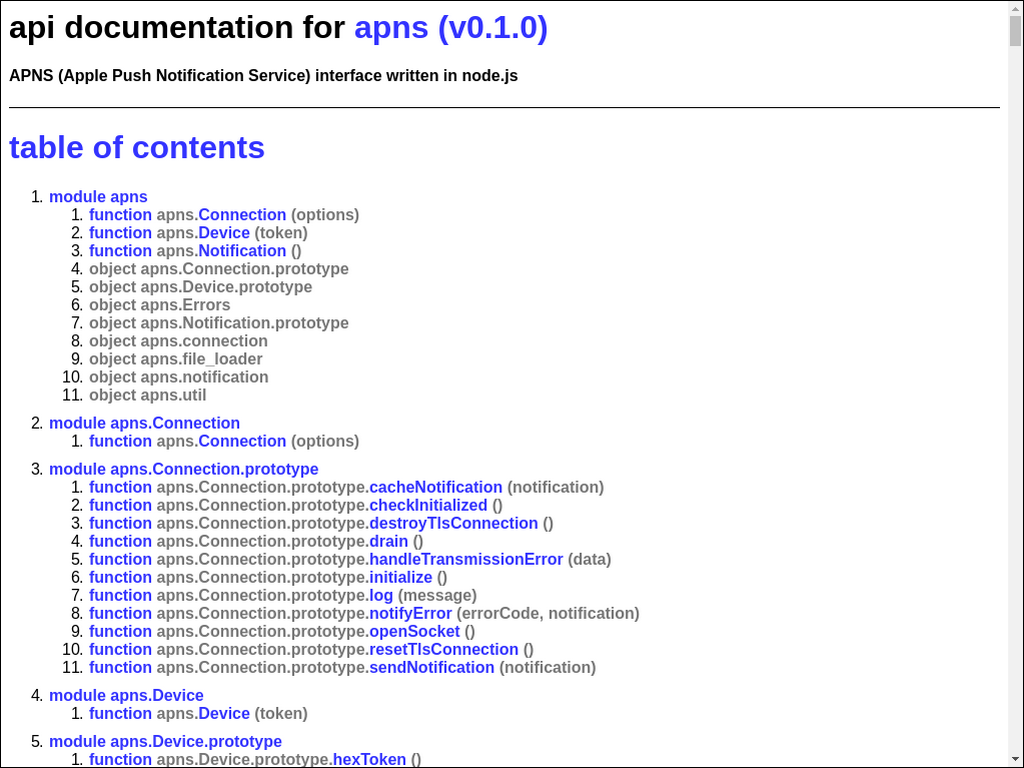 api documentation for apns (v0.1.0)
APNS (Apple Push Notification Service) interface written in node.js
table of contents
1. module apns
1. function apns.Connection (options)
2. function apns.Device (token)
3. function apns.Notification ()
4. object apns.Connection.prototype
5. object apns.Device.prototype
6. object apns.Errors
7. object apns.Notification.prototype
8. object apns.connection
9. object apns.file_loader
10. object apns.notification
11. object apns.util
2. module apns.Connection
1. function apns.Connection (options)
3. module apns.Connection.prototype
1. function apns.Connection.prototype.cacheNotification (notification)
2. function apns.Connection.prototype.checkInitialized ()
3. function apns.Connection.prototype.destroyTlsConnection ()
4. function apns.Connection.prototype.drain ()
5. function apns.Connection.prototype.handleTransmissionError (data)
6. function apns.Connection.prototype.initialize ()
7. function apns.Connection.prototype.log (message)
8. function apns.Connection.prototype.notifyError (errorCode, notification)
9. function apns.Connection.prototype.openSocket ()
10. function apns.Connection.prototype.resetTlsConnection ()
11. function apns.Connection.prototype.sendNotification (notification)
4. module apns.Device
1. function apns.Device (token)
5. module apns.Device.prototype
1. function apns.Device.prototype.hexToken ()